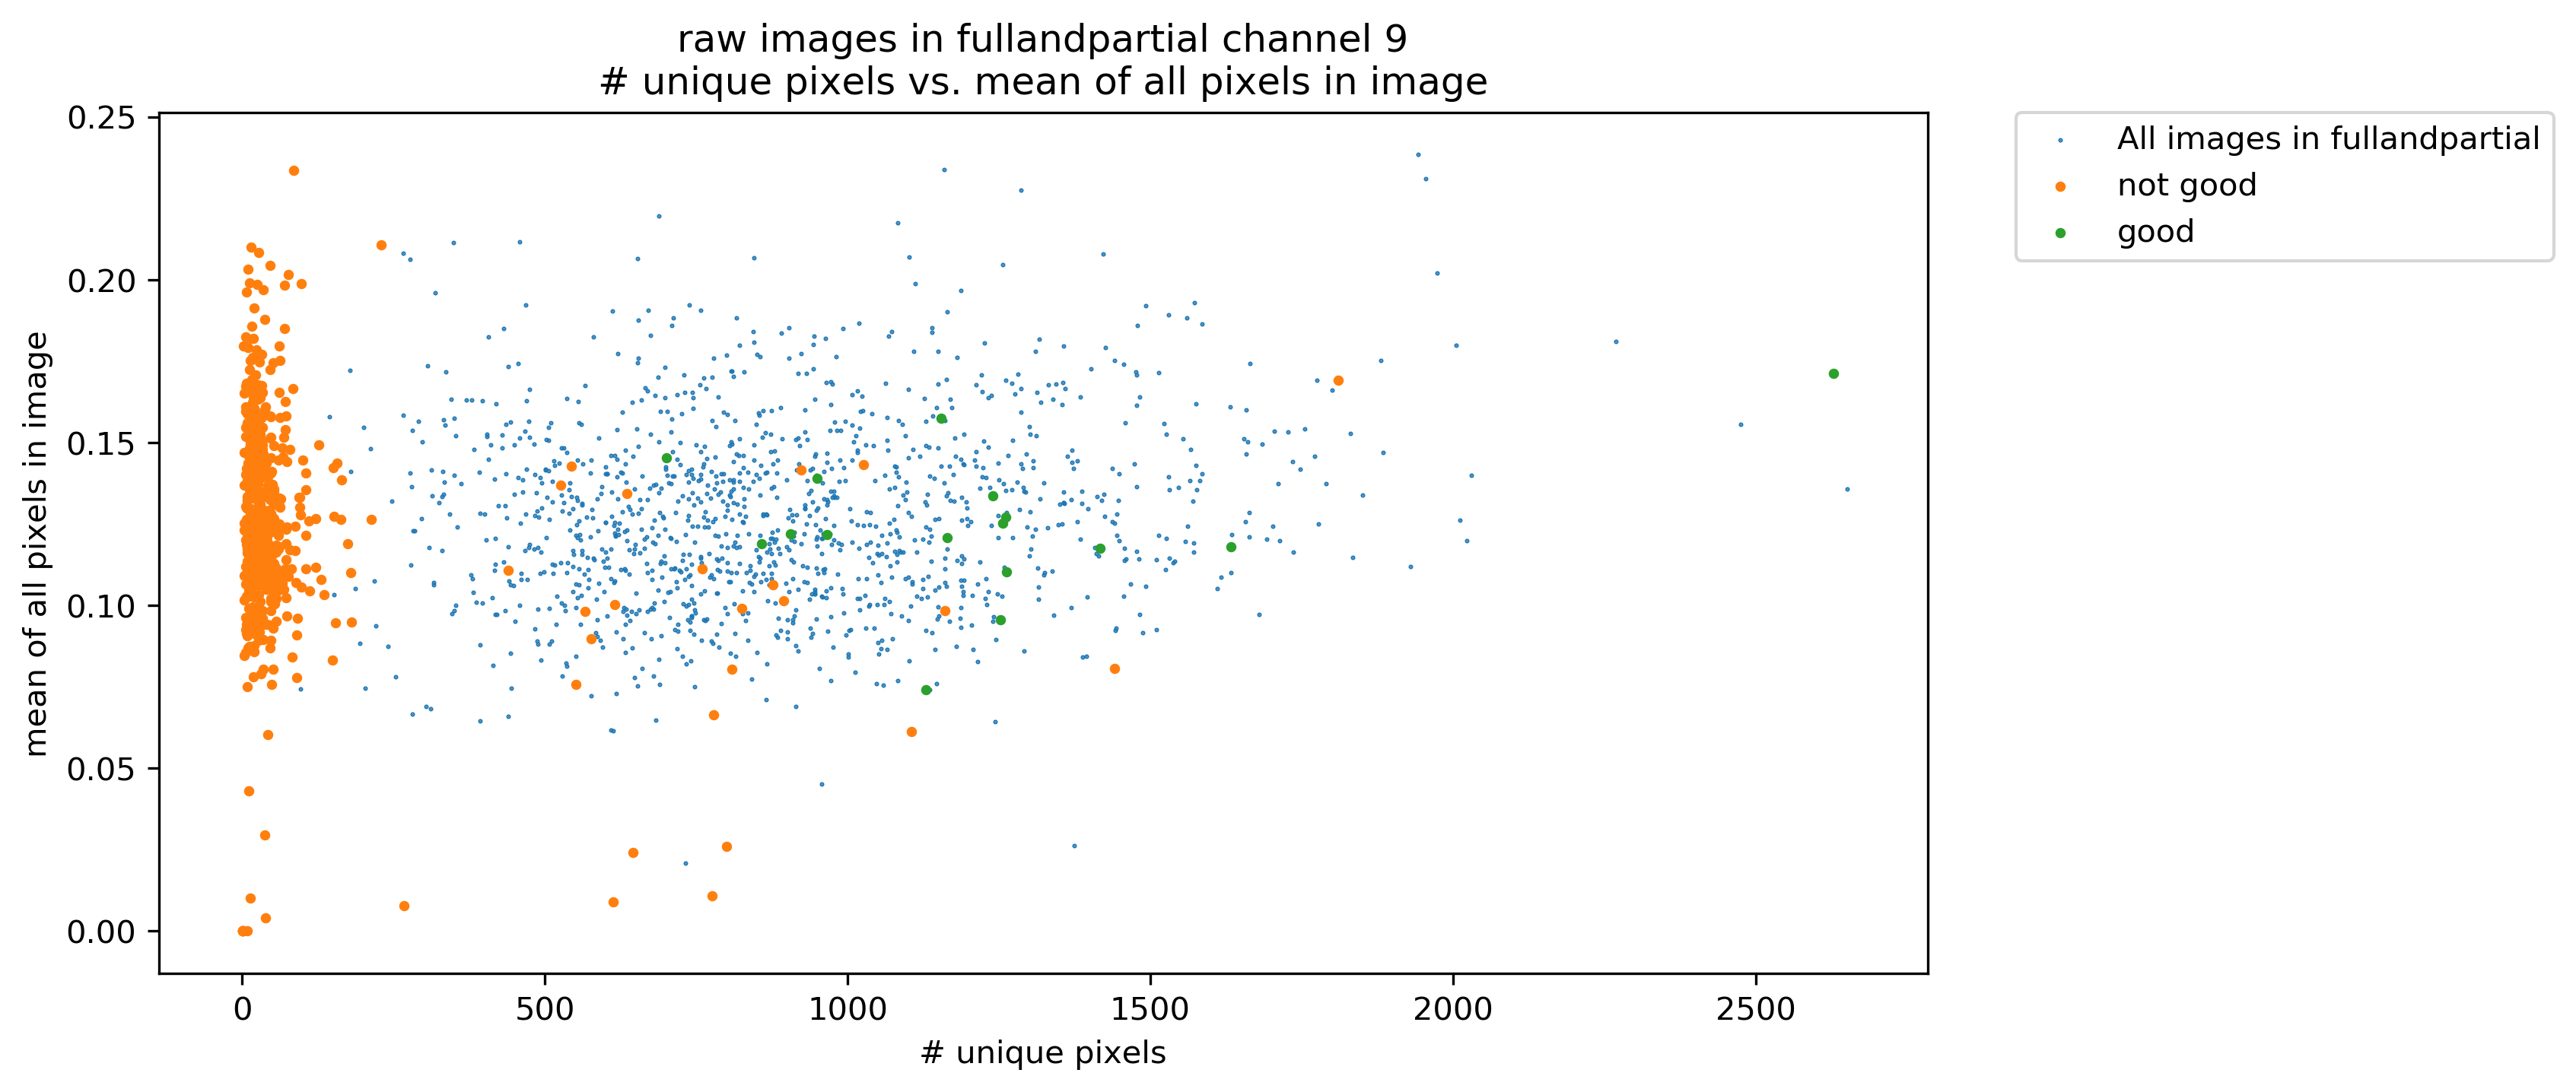 raw images in fullandpartial channel 9
# unique pixels vs. mean of all pixels in image
All images in fullandpartial
not good
good
mean of all pixels in image
0.25
0.20
0.15
0.10
0.05
0.00
0
500
1000
1500
2000
2500
# unique pixels